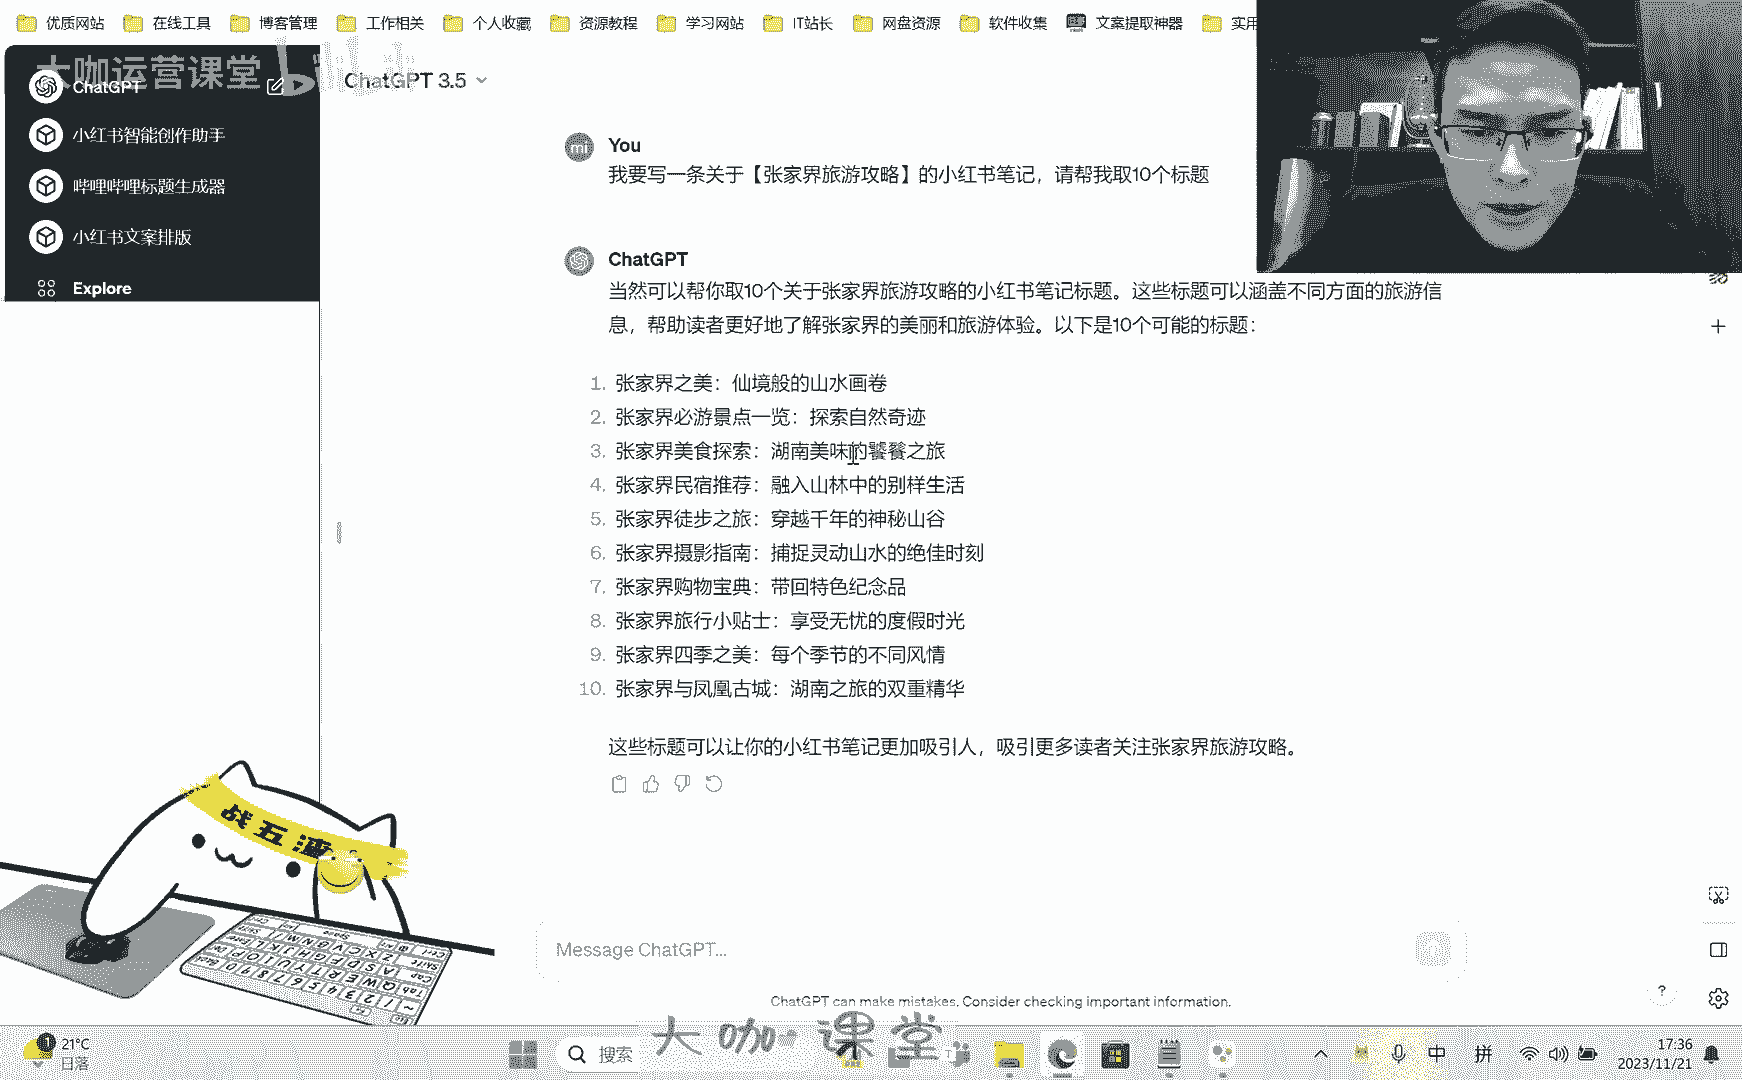 优质网站 在线工具 博客管理 工作相关 个人收藏 资源教程 学习网站 IT站长 网盘资源 软件收集 文案提取神器 实用
大咖运营课堂 bilibili
ChatGPT
小红书智能创作助手
哔哩哔哩标题生成器
小红书文案排版
Explore
ChatGPT 3.5
mi
You
我要写一条关于【张家界旅游攻略】的小红书笔记，请帮我取10个标题
ChatGPT
当然可以帮你取10个关于张家界旅游攻略的小红书笔记标题。这些标题可以涵盖不同方面的旅游信
息，帮助读者更好地了解张家界的美丽和旅游体验。以下是10个可能的标题：
1. 张家界之美：仙境般的山水画卷
2. 张家界必游景点一览：探索自然奇迹
3. 张家界美食探索：湖南美味的饕餮之旅
4. 张家界民宿推荐：融入山林中的别样生活
5. 张家界徒步之旅：穿越千年的神秘山谷
6. 张家界摄影指南：捕捉灵动山水的绝佳时刻
7. 张家界购物宝典：带回特色纪念品
8. 张家界旅行小贴士：享受无忧的度假时光
9. 张家界四季之美：每个季节的不同风情
10. 张家界与凤凰古城：湖南之旅的双重精华
这些标题可以让你的小红书笔记更加吸引人，吸引更多读者关注张家界旅游攻略。
战五渣
Message ChatGPT...
ChatGPT can make mistakes. Consider checking important information.
?
大咖课堂
1
21°C
日落
搜索
中
拼
17:36
2023/11/21